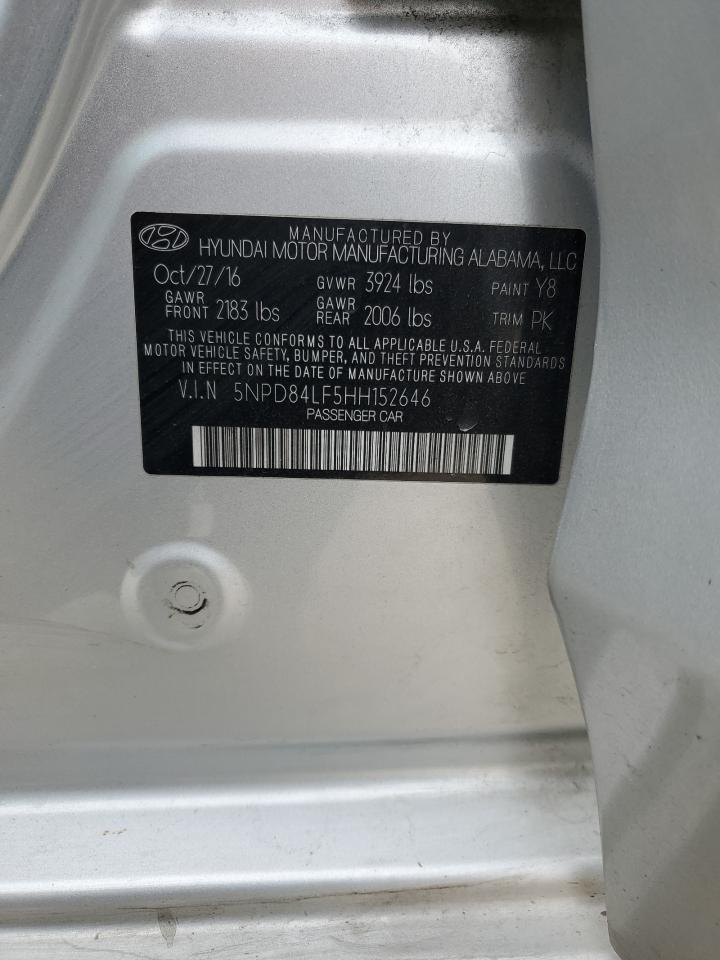 MANUFACTURED BY
HYUNDAI MOTOR MANUFACTURING ALABAMA, LLC
Oct/27/16 GVWR 3924 lbs PAINT Y8
GAWR FRONT 2183 lbs GAWR REAR 2006 lbs TRIM PK
THIS VEHICLE CONFORMS TO ALL APPLICABLE U.S.A. FEDERAL
MOTOR VEHICLE SAFETY, BUMPER, AND THEFT PREVENTION STANDARDS
IN EFFECT ON THE DATE OF MANUFACTURE SHOWN ABOVE
V.I.N 5NPD84LF5HH152646
PASSENGER CAR